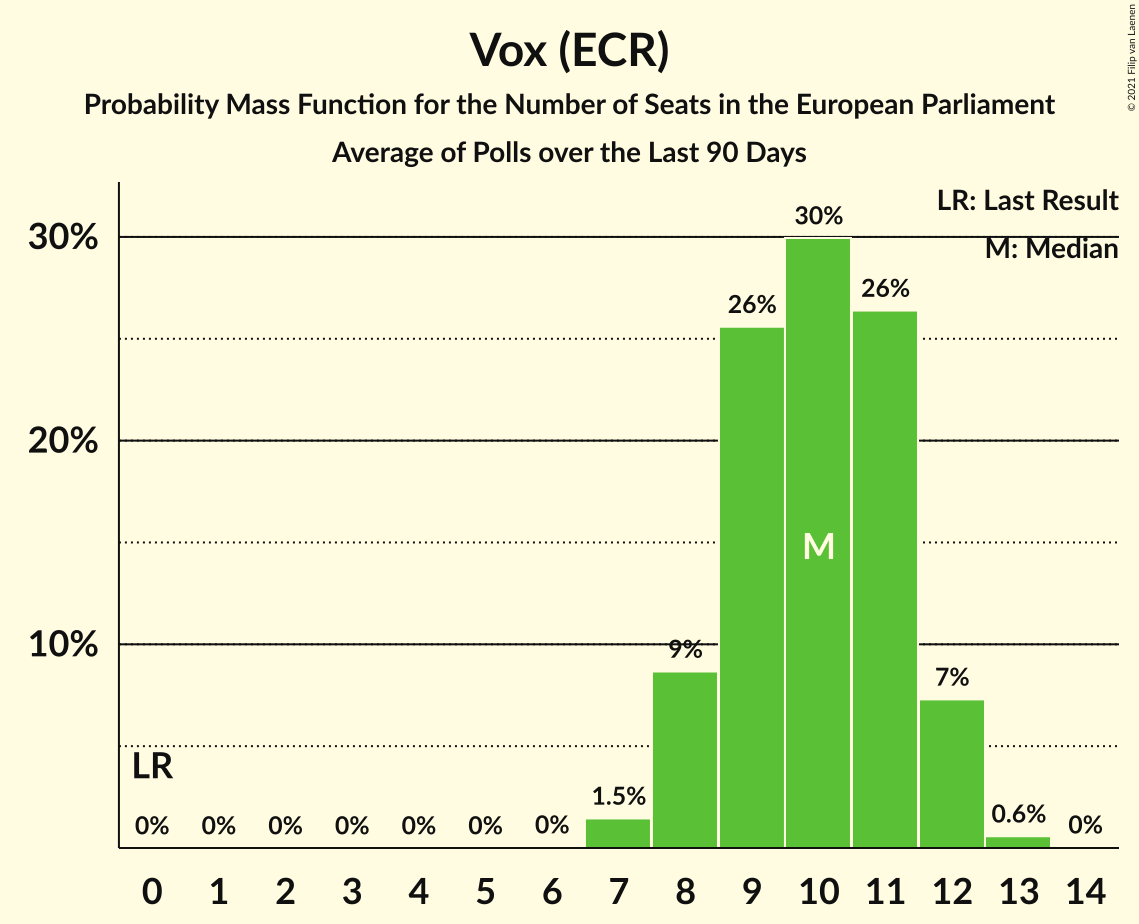 Vox (ECR)
Probability Mass Function for the Number of Seats in the European Parliament
Average of Polls over the Last 90 Days
© 2021 Filip van Laenen
LR: Last Result
M: Median
30%
20%
10%
LR
0% 0% 0% 0% 0% 0% 0% 1.5% 9% 26% 30% 26% 7% 0.6% 0%
M
0 1 2 3 4 5 6 7 8 9 10 11 12 13 14